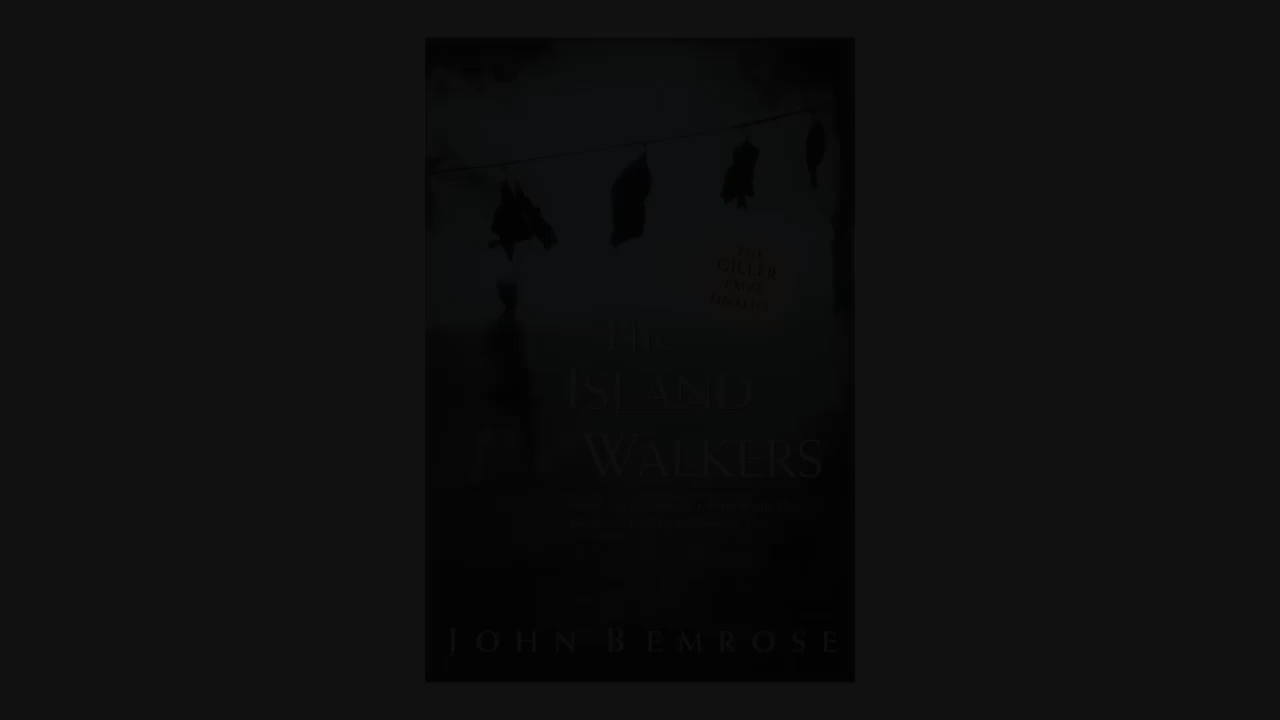 THE
GILLER
PRIZE
FINALIST
The
ISLAND
WALKERS
JOHN BEMROSE